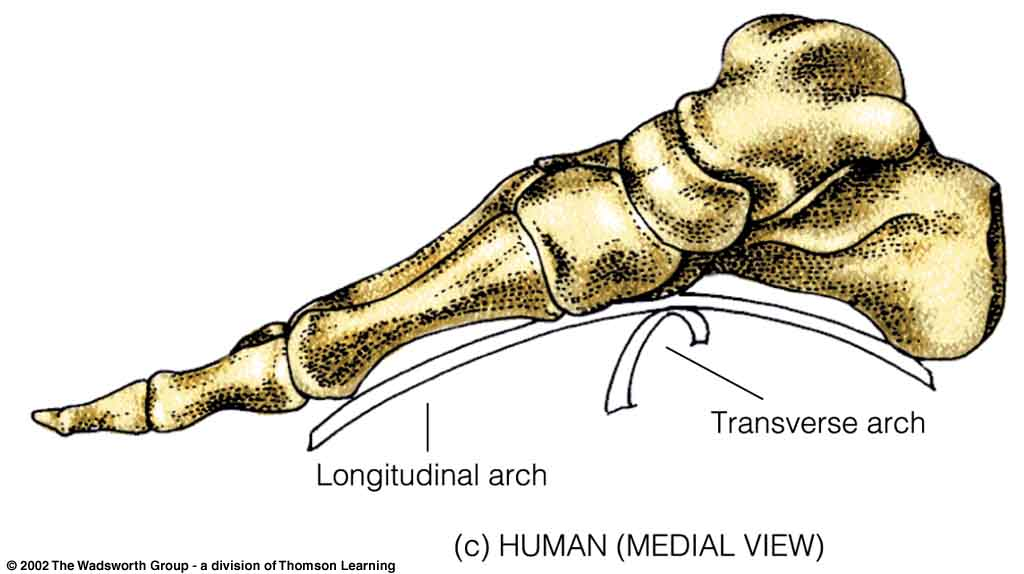 Transverse arch
Longitudinal arch
(c) HUMAN (MEDIAL VIEW)
© 2002 The Wadsworth Group - a division of Thomson Learning